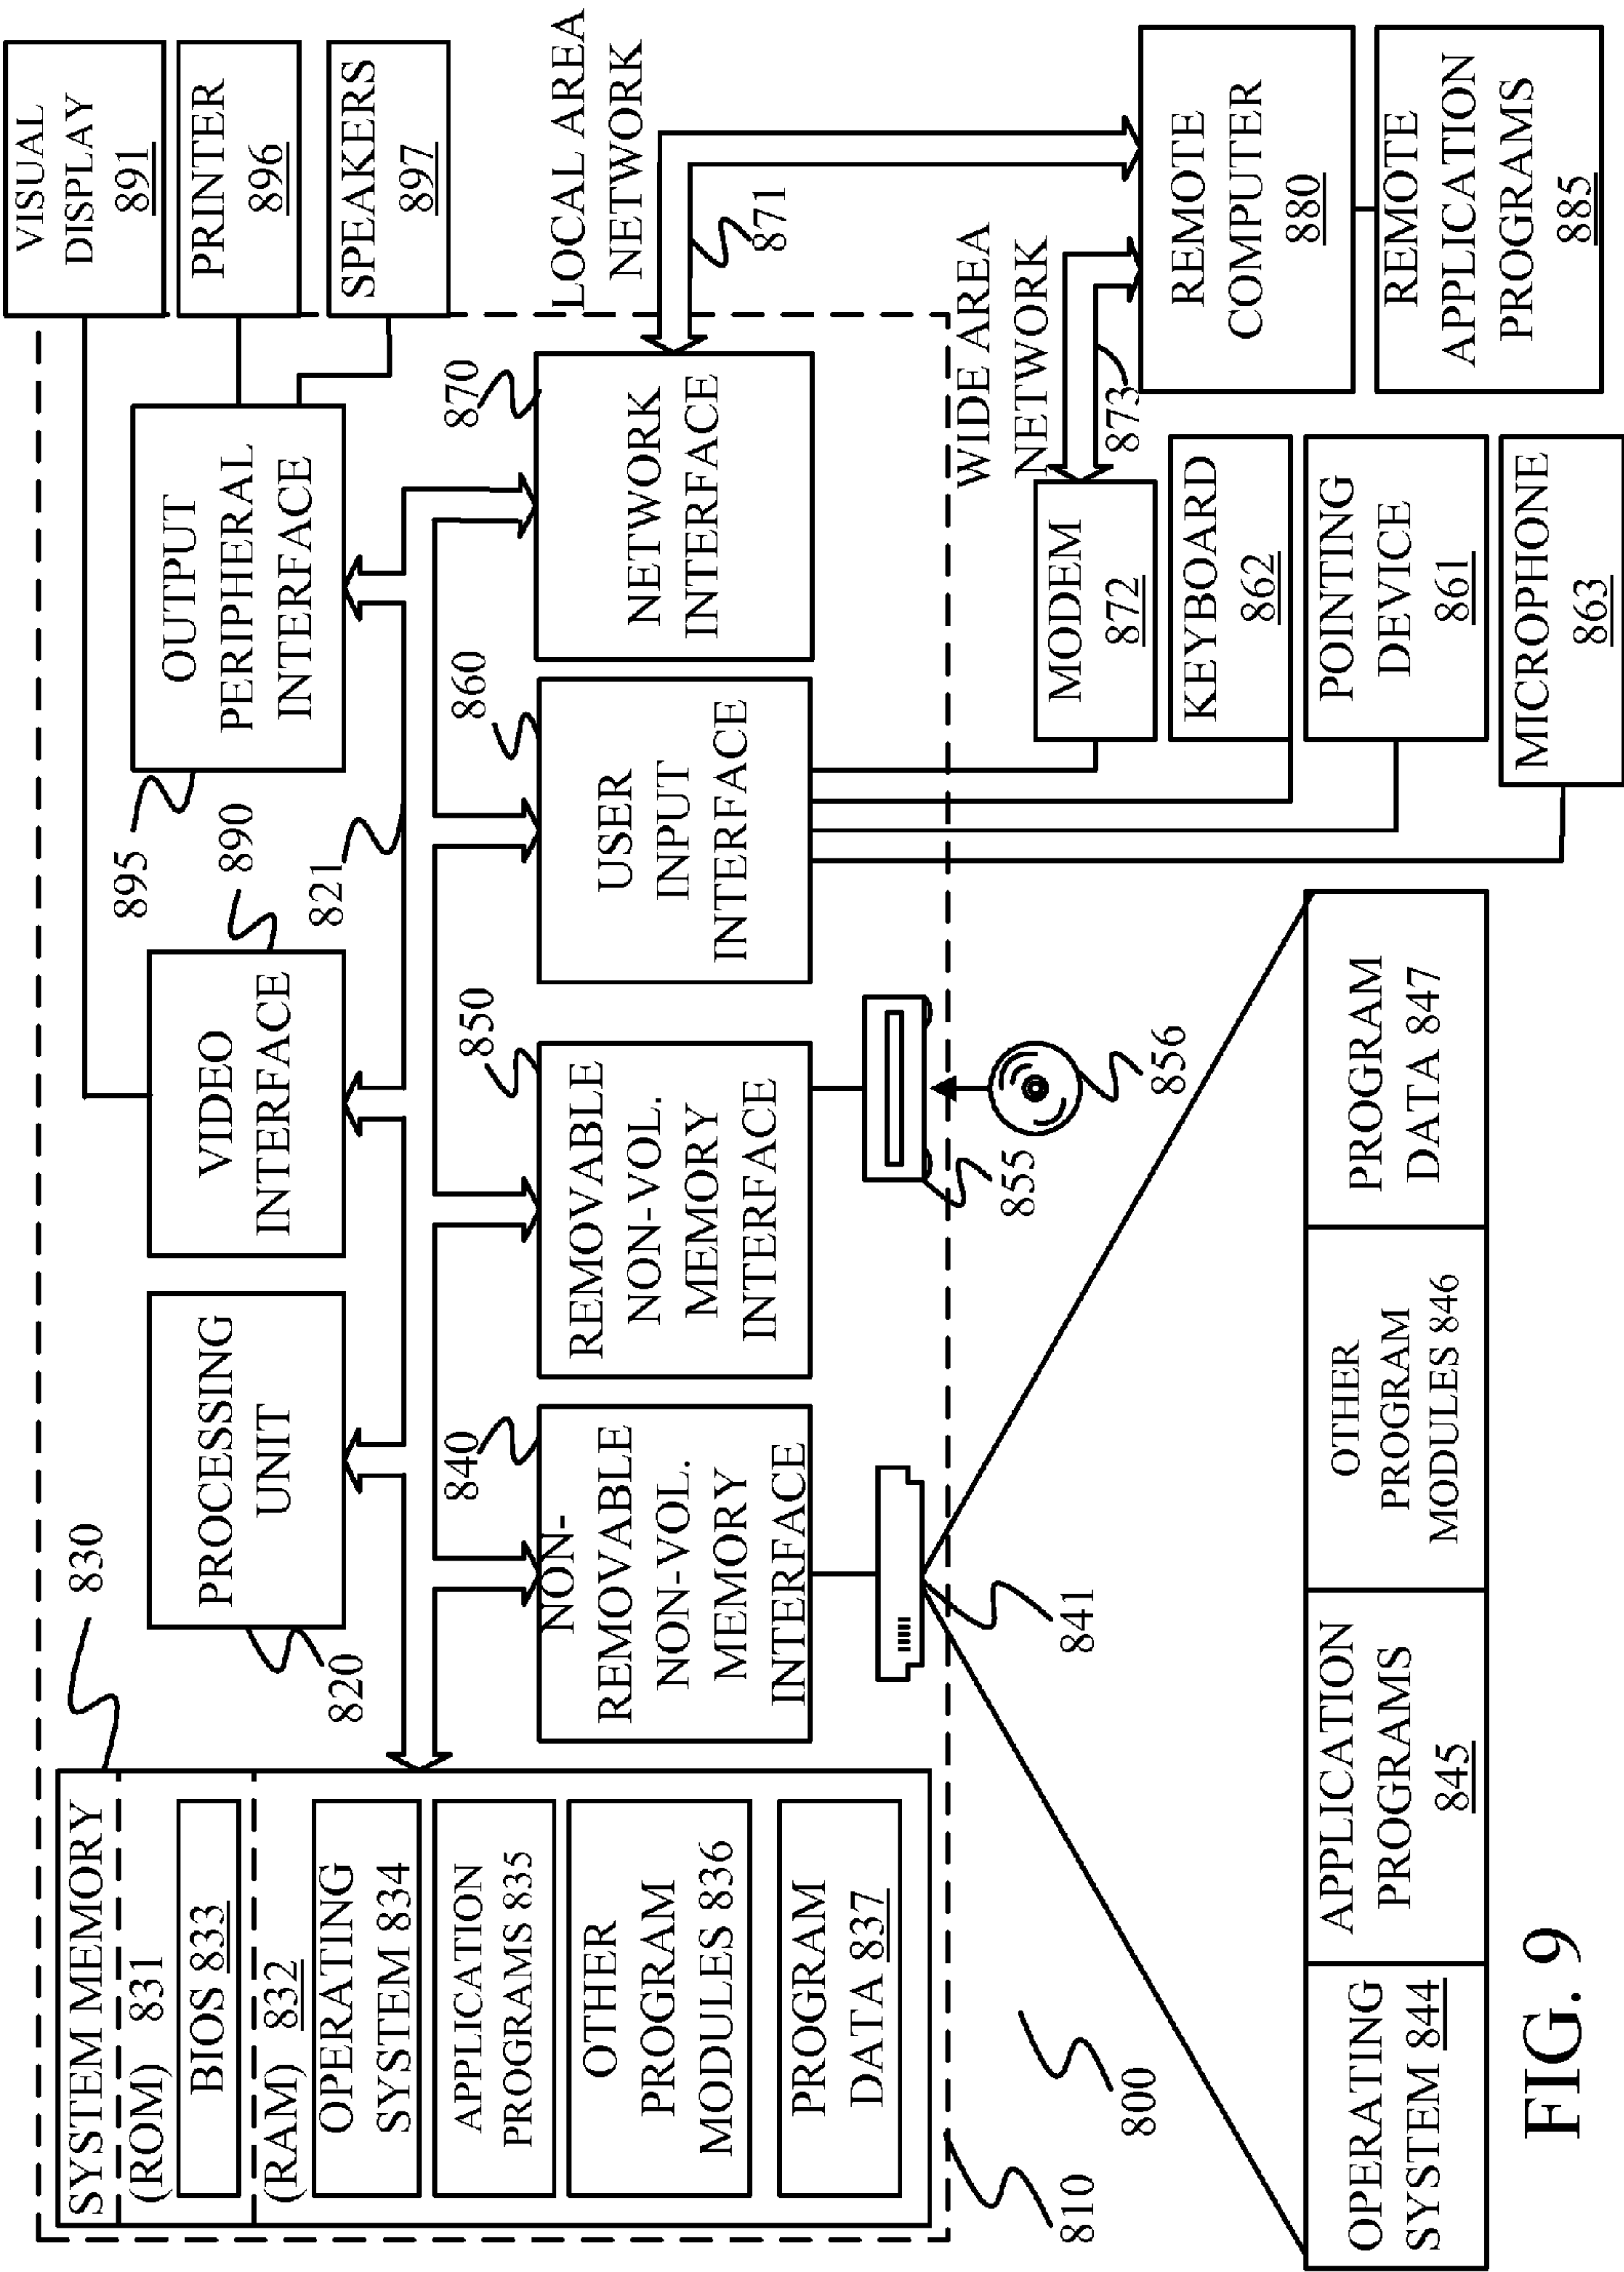 SYSTEM MEMORY
(ROM) 831
BIOS 833
(RAM) 832
OPERATING
SYSTEM 834
APPLICATION
PROGRAMS 835
OTHER
PROGRAM
MODULES 836
PROGRAM
DATA 837
830
820
PROCESSING
UNIT
VIDEO
INTERFACE
890
821
895
OUTPUT
PERIPHERAL
INTERFACE
VISUAL
DISPLAY
891
PRINTER
896
SPEAKERS
897
840
NON-
REMOVABLE
NON-VOL.
MEMORY
INTERFACE
850
REMOVABLE
NON-VOL.
MEMORY
INTERFACE
860
USER
INPUT
INTERFACE
870
NETWORK
INTERFACE
LOCAL AREA
NETWORK
871
810
800
841
855
856
WIDE AREA
NETWORK
873
MODEM
872
KEYBOARD
862
POINTING
DEVICE
861
MICROPHONE
863
REMOTE
COMPUTER
880
REMOTE
APPLICATION
PROGRAMS
885
OPERATING
SYSTEM 844
APPLICATION
PROGRAMS
845
OTHER
PROGRAM
MODULES 846
PROGRAM
DATA 847
FIG. 9